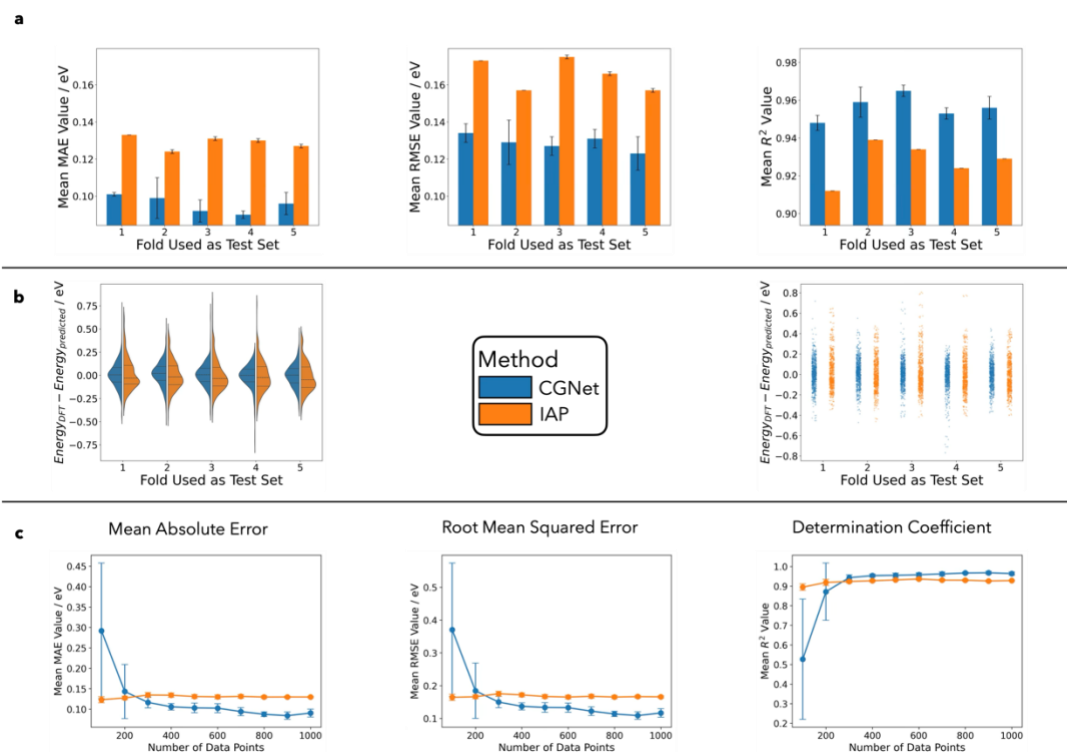 a
Mean MAE Value / eV
0.16
0.14
0.12
0.10
1 2 3 4 5
Fold Used as Test Set
Mean RMSE Value / eV
0.16
0.14
0.12
0.10
1 2 3 4 5
Fold Used as Test Set
Mean R² Value
0.98
0.96
0.94
0.92
0.90
1 2 3 4 5
Fold Used as Test Set
b
Energy_DFT − Energy_predicted / eV
0.75
0.50
0.25
0.00
−0.25
−0.50
−0.75
1 2 3 4 5
Fold Used as Test Set
Method
CGNet
IAP
Energy_DFT − Energy_predicted / eV
0.8
0.6
0.4
0.2
0.0
−0.2
−0.4
−0.6
−0.8
1 2 3 4 5
Fold Used as Test Set
c
Mean Absolute Error
Mean MAE Value / eV
0.45
0.40
0.35
0.30
0.25
0.20
0.15
0.10
200 400 600 800 1000
Number of Data Points
Root Mean Squared Error
Mean RMSE Value / eV
0.5
0.4
0.3
0.2
0.1
200 400 600 800 1000
Number of Data Points
Determination Coefficient
Mean R² Value
1.0
0.9
0.8
0.7
0.6
0.5
0.4
0.3
0.2
200 400 600 800 1000
Number of Data Points